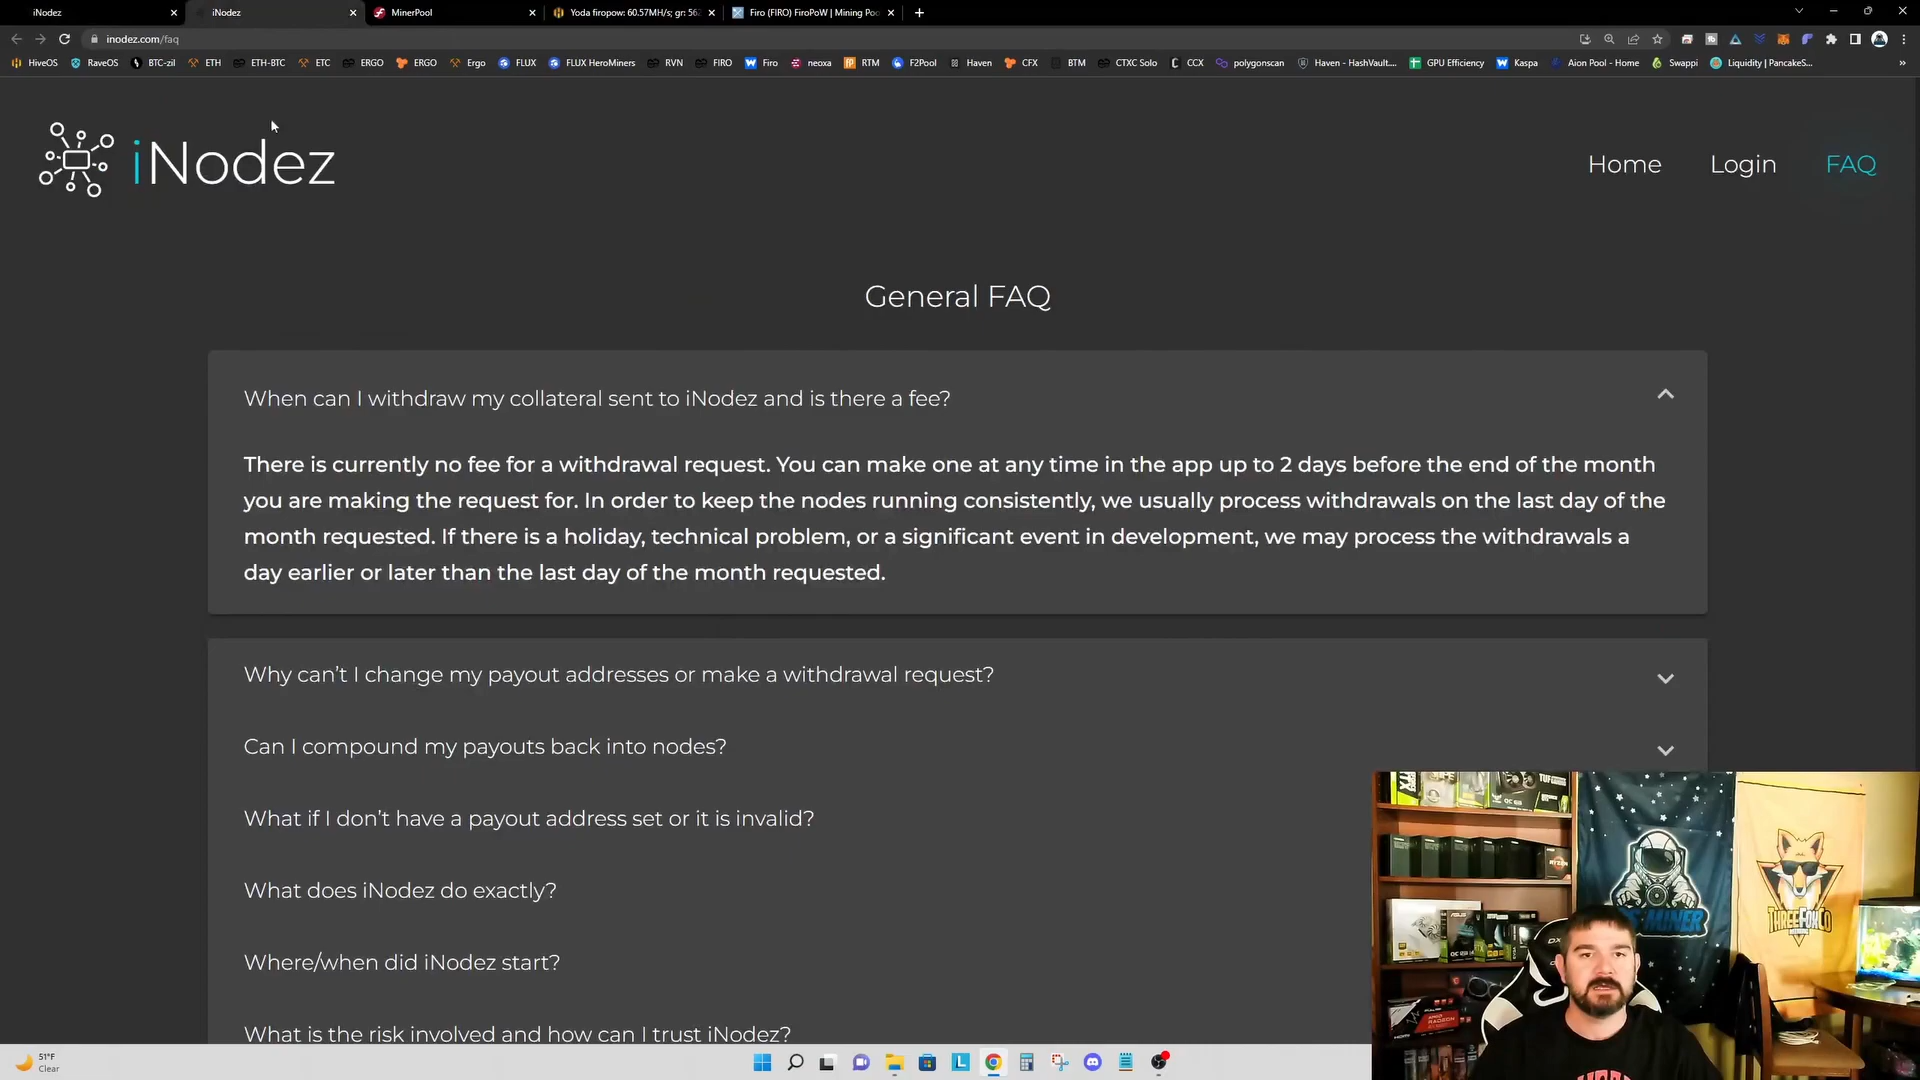 iNodez
iNodez
MinerPool
Yoda firopow: 60.57MH/s; gr: 562
Firo (FIRO) FiroPoW | Mining Poo
inodez.com/faq
HiveOS
RaveOS
BTC-zil
ETH
ETH-BTC
ETC
ERGO
ERGO
Ergo
FLUX
FLUX HeroMiners
RVN
FIRO
Firo
neoxa
RTM
F2Pool
Haven
CFX
BTM
CTXC Solo
CCX
polygonscan
Haven - HashVault....
GPU Efficiency
Kaspa
Aion Pool - Home
Swappi
Liquidity | PancakeS...
iNodez
Home
Login
FAQ
General FAQ
When can I withdraw my collateral sent to iNodez and is there a fee?
There is currently no fee for a withdrawal request. You can make one at any time in the app up to 2 days before the end of the month
you are making the request for. In order to keep the nodes running consistently, we usually process withdrawals on the last day of the
month requested. If there is a holiday, technical problem, or a significant event in development, we may process the withdrawals a
day earlier or later than the last day of the month requested.
Why can't I change my payout addresses or make a withdrawal request?
Can I compound my payouts back into nodes?
What if I don't have a payout address set or it is invalid?
What does iNodez do exactly?
Where/when did iNodez start?
What is the risk involved and how can I trust iNodez?
MINER
THREEFOXCO
RYZEN
RADEON
51°F
Clear